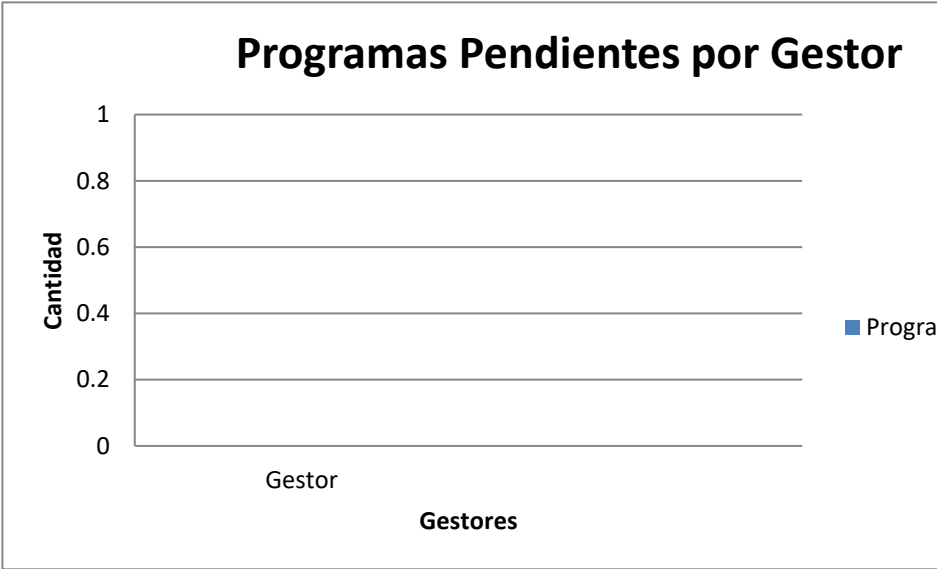 Programas Pendientes por Gestor
1
0.8
0.6
0.4
0.2
0
Cantidad
Progra
Gestor
Gestores